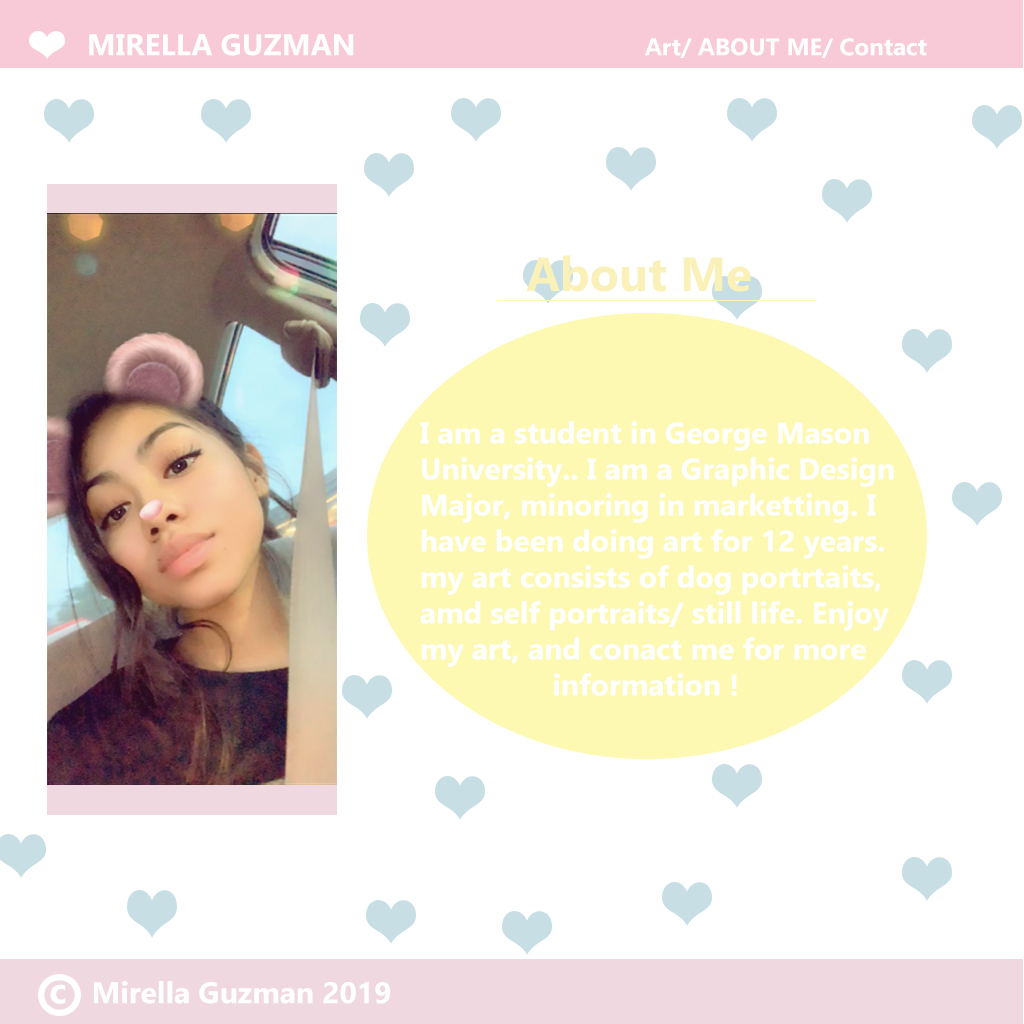 MIRELLA GUZMAN
Art/ ABOUT ME/ Contact
About Me
I am a student in George Mason
University.. I am a Graphic Design
Major, minoring in marketting. I
have been doing art for 12 years.
my art consists of dog portrtaits,
amd self portraits/ still life. Enjoy
my art, and conact me for more
information !
© Mirella Guzman 2019